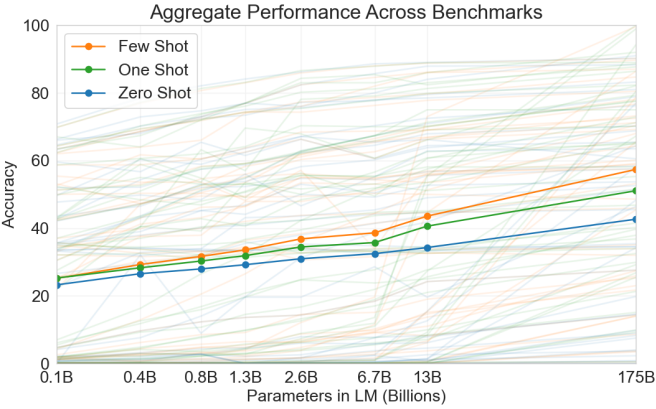 Aggregate Performance Across Benchmarks
100
80
60
40
20
0
Accuracy
Few Shot
One Shot
Zero Shot
0.1B 0.4B 0.8B 1.3B 2.6B 6.7B 13B 175B
Parameters in LM (Billions)